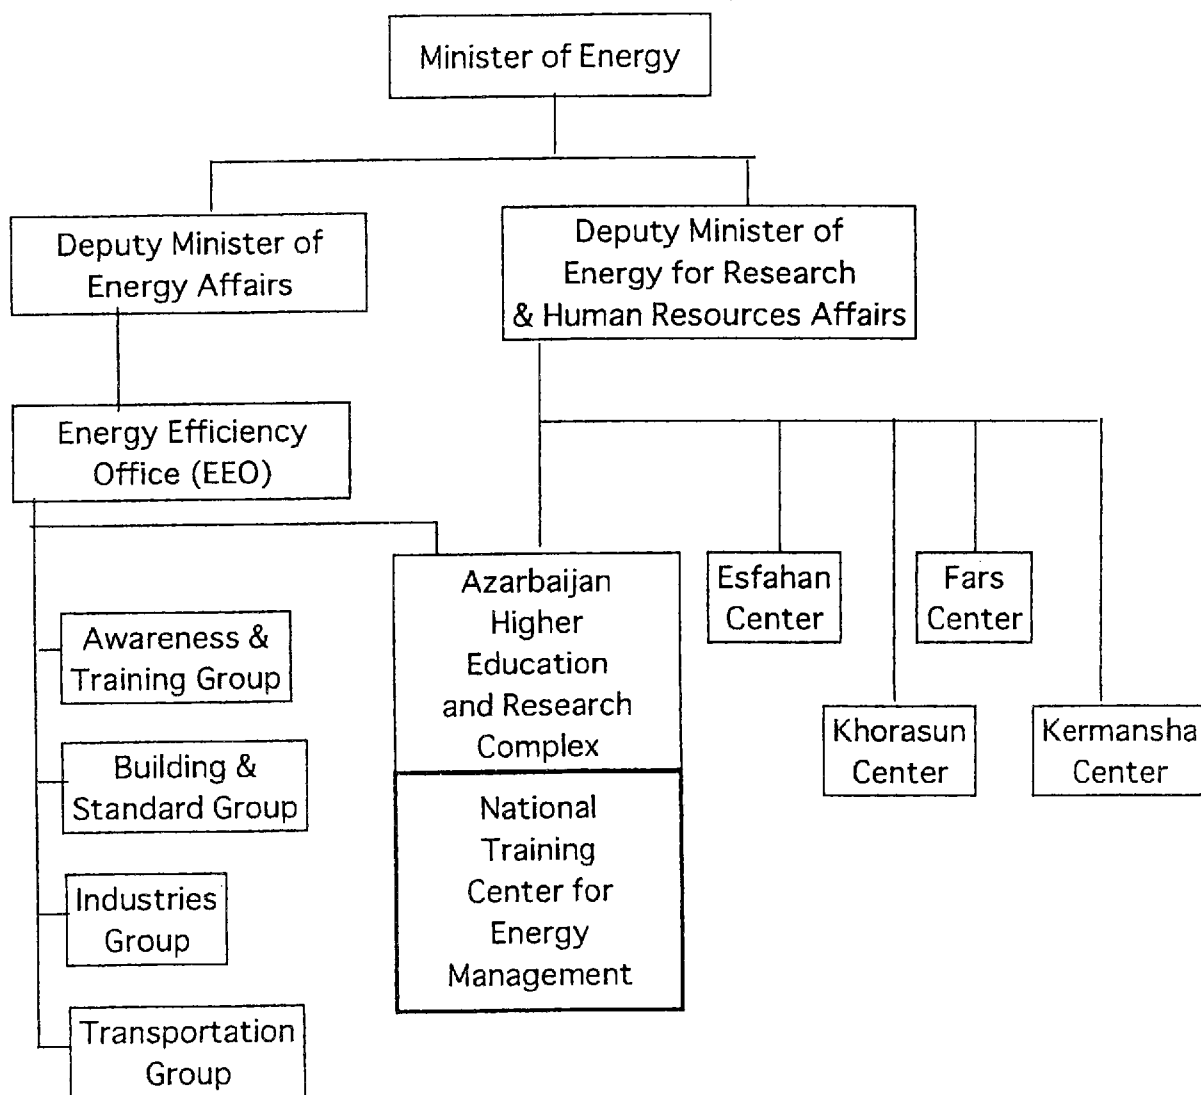 Minister of Energy
Deputy Minister of
Energy Affairs
Deputy Minister of
Energy for Research
& Human Resources Affairs
Energy Efficiency
Office (EEO)
Awareness &
Training Group
Building &
Standard Group
Industries
Group
Transportation
Group
Azarbaijan
Higher
Education
and Research
Complex
National
Training
Center for
Energy
Management
Esfahan
Center
Fars
Center
Khorasun
Center
Kermansha
Center